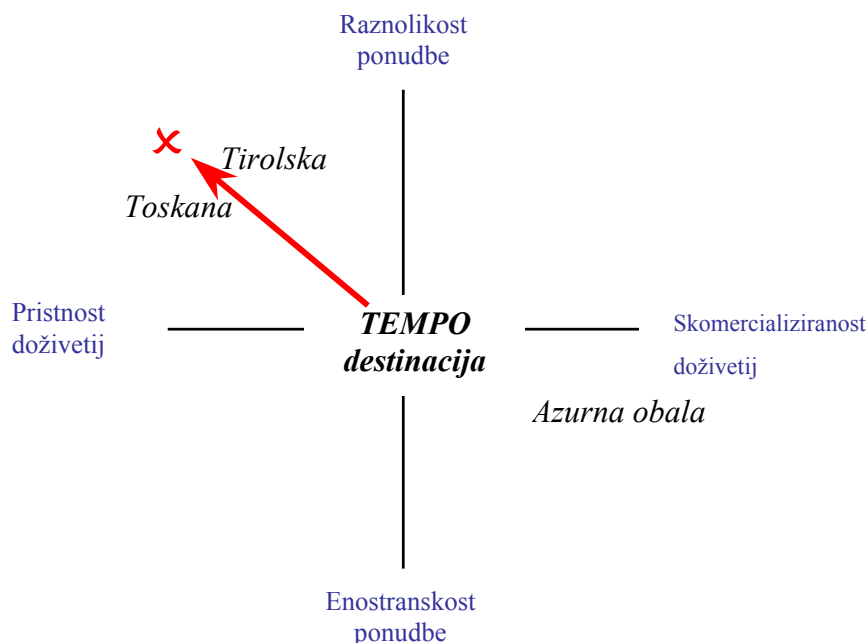 Raznolikost
ponudbe
Tirolska
Toskana
Pristnost
doživetij
TEMPO
destinacija
Skomercializiranost
doživetij
Azurna obala
Enostranskost
ponudbe